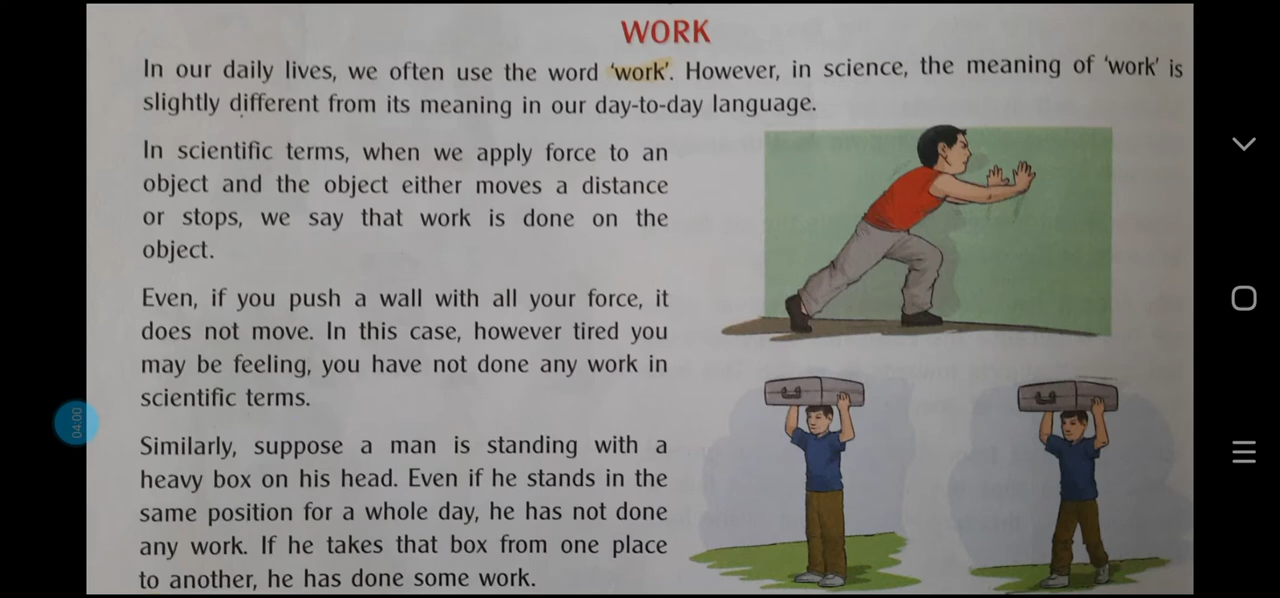 WORK
In our daily lives, we often use the word ‘work’. However, in science, the meaning of ‘work’ is
slightly different from its meaning in our day-to-day language.
In scientific terms, when we apply force to an
object and the object either moves a distance
or stops, we say that work is done on the
object.
Even, if you push a wall with all your force, it
does not move. In this case, however tired you
may be feeling, you have not done any work in
scientific terms.
Similarly, suppose a man is standing with a
heavy box on his head. Even if he stands in the
same position for a whole day, he has not done
any work. If he takes that box from one place
to another, he has done some work.
04:00